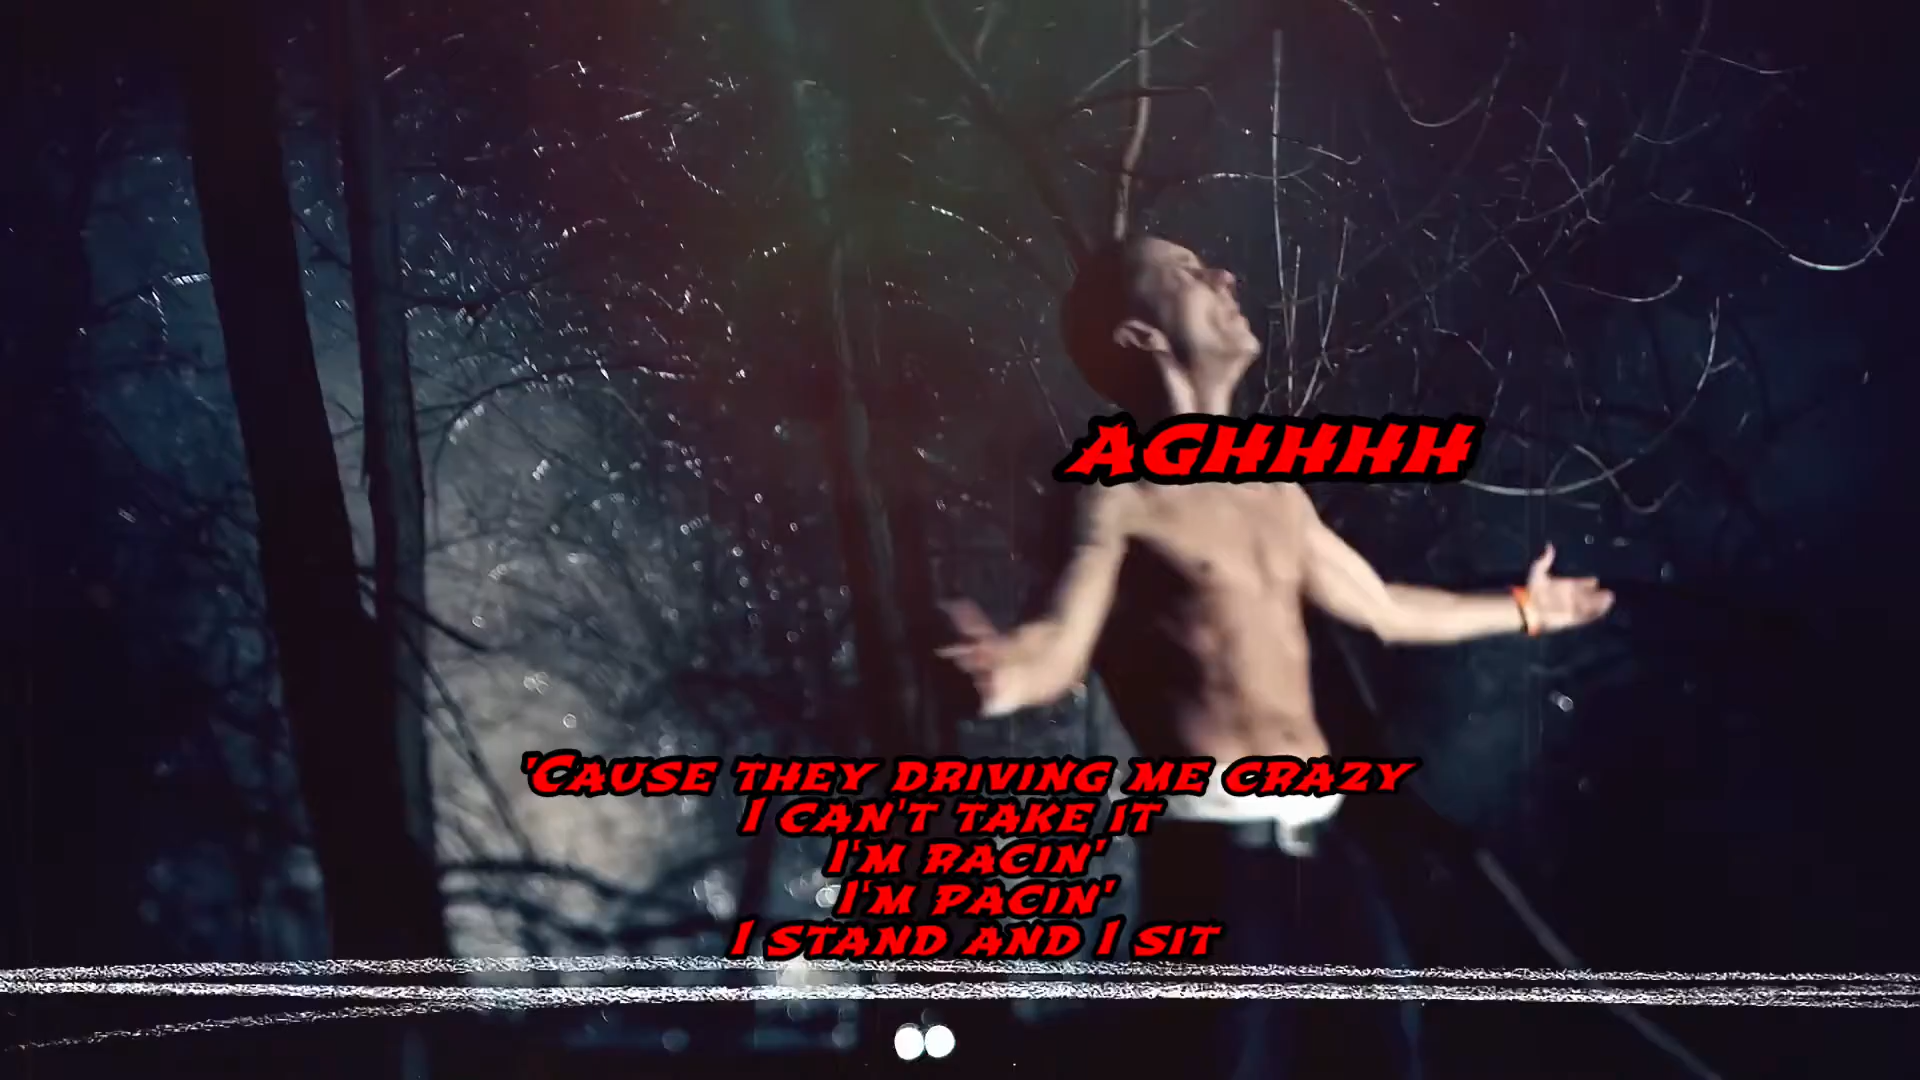 AGHHHH
'CAUSE THEY DRIVING ME CRAZY
I CAN'T TAKE IT
I'M RACIN'
I'M PACIN'
I STAND AND I SIT